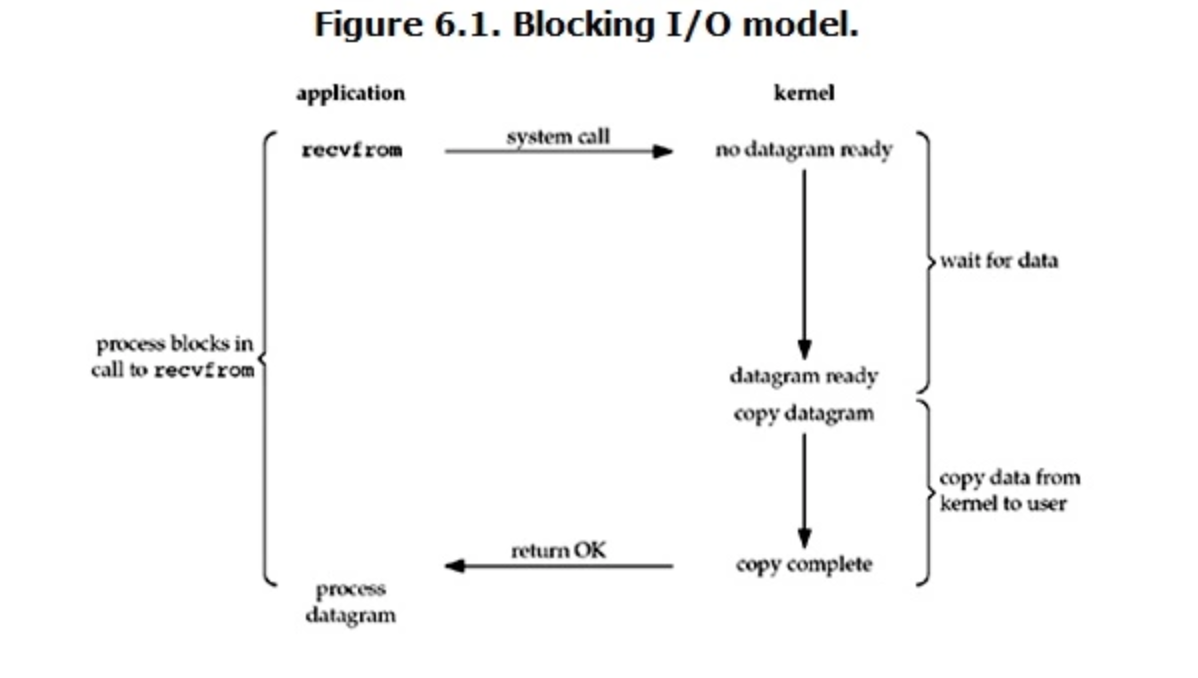 Figure 6.1. Blocking I/O model.
application
kernel
recvfrom
system call
no datagram ready
wait for data
process blocks in
call to recvfrom
datagram ready
copy datagram
copy data from
kernel to user
return OK
copy complete
process
datagram